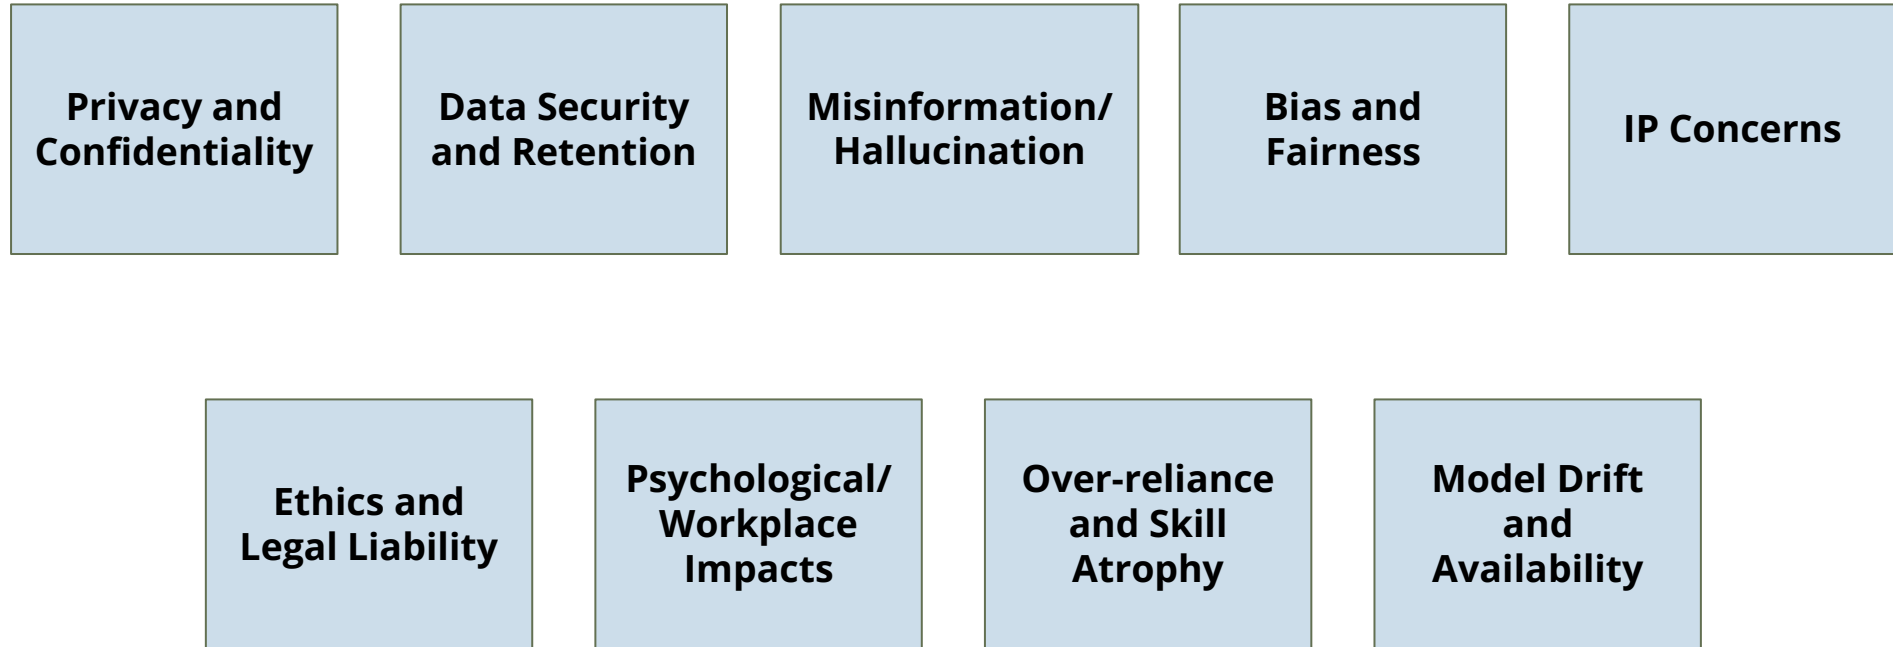 Privacy and
Confidentiality
Data Security
and Retention
Misinformation/
Hallucination
Bias and
Fairness
IP Concerns
Ethics and
Legal Liability
Psychological/
Workplace
Impacts
Over-reliance
and Skill
Atrophy
Model Drift
and
Availability